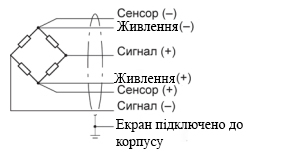 Сенсор (–)
Живлення(–)
Сигнал (+)
Живлення(+)
Сенсор (+)
Сигнал (–)
Екран підключено до
корпусу